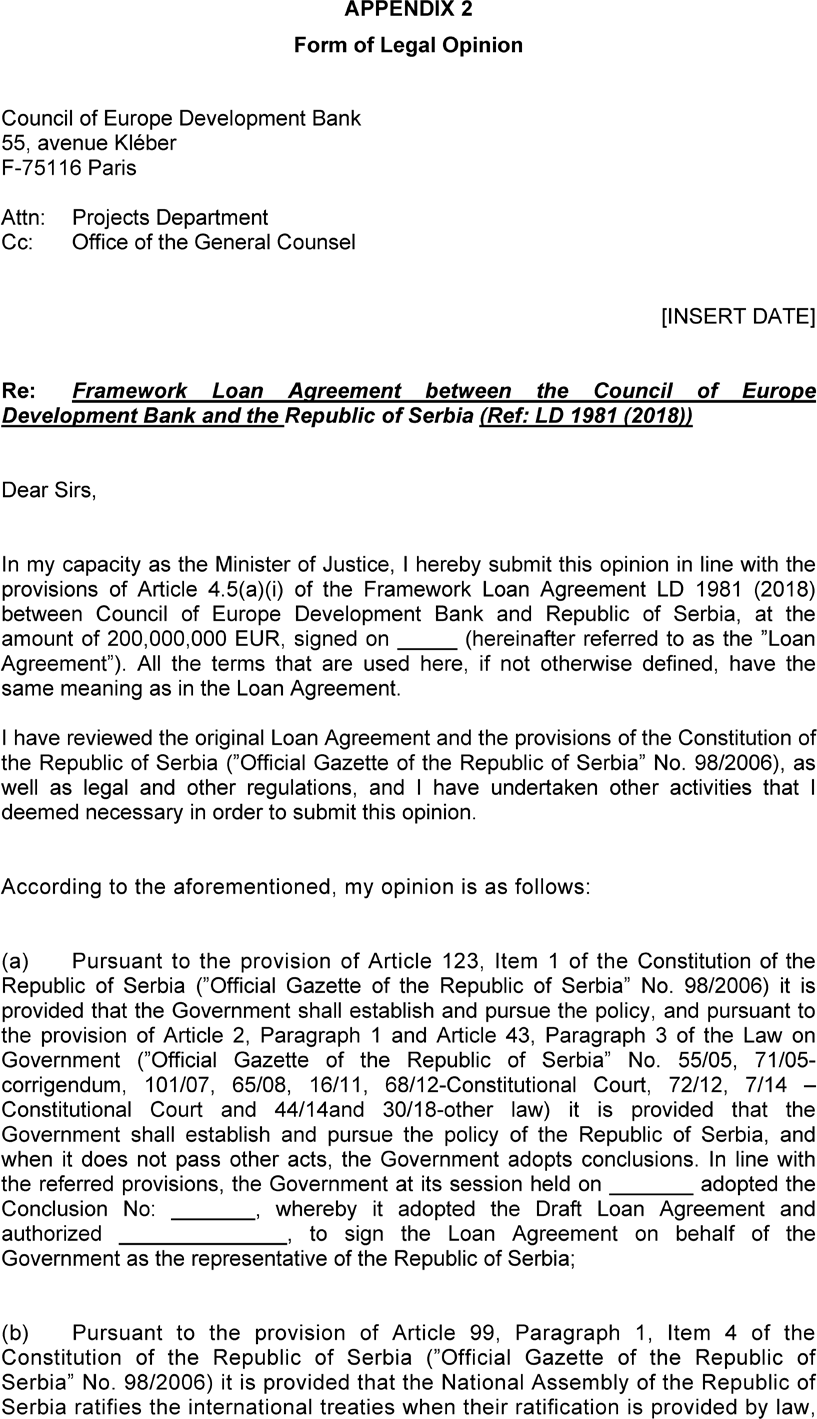 APPENDIX 2
Form of Legal Opinion
Council of Europe Development Bank
55, avenue Kléber
F-75116 Paris
Attn: Projects Department
Cc: Office of the General Counsel
[INSERT DATE]
Re: Framework Loan Agreement between the Council of Europe
Development Bank and the Republic of Serbia (Ref: LD 1981 (2018))
Dear Sirs,
In my capacity as the Minister of Justice, I hereby submit this opinion in line with the
provisions of Article 4.5(a)(i) of the Framework Loan Agreement LD 1981 (2018)
between Council of Europe Development Bank and Republic of Serbia, at the
amount of 200,000,000 EUR, signed on _____ (hereinafter referred to as the ”Loan
Agreement”). All the terms that are used here, if not otherwise defined, have the
same meaning as in the Loan Agreement.
I have reviewed the original Loan Agreement and the provisions of the Constitution of
the Republic of Serbia (”Official Gazette of the Republic of Serbia” No. 98/2006), as
well as legal and other regulations, and I have undertaken other activities that I
deemed necessary in order to submit this opinion.
According to the aforementioned, my opinion is as follows:
(a) Pursuant to the provision of Article 123, Item 1 of the Constitution of the
Republic of Serbia (”Official Gazette of the Republic of Serbia” No. 98/2006) it is
provided that the Government shall establish and pursue the policy, and pursuant to
the provision of Article 2, Paragraph 1 and Article 43, Paragraph 3 of the Law on
Government (”Official Gazette of the Republic of Serbia” No. 55/05, 71/05-
corrigendum, 101/07, 65/08, 16/11, 68/12-Constitutional Court, 72/12, 7/14 –
Constitutional Court and 44/14and 30/18-other law) it is provided that the
Government shall establish and pursue the policy of the Republic of Serbia, and
when it does not pass other acts, the Government adopts conclusions. In line with
the referred provisions, the Government at its session held on _______ adopted the
Conclusion No: _______, whereby it adopted the Draft Loan Agreement and
authorized ______________, to sign the Loan Agreement on behalf of the
Government as the representative of the Republic of Serbia;
(b) Pursuant to the provision of Article 99, Paragraph 1, Item 4 of the
Constitution of the Republic of Serbia (”Official Gazette of the Republic of
Serbia” No. 98/2006) it is provided that the National Assembly of the Republic of
Serbia ratifies the international treaties when their ratification is provided by law,